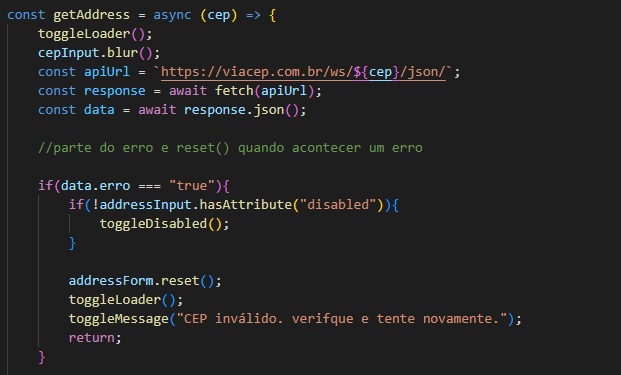 const getAddress = async (cep) => {
toggleLoader();
cepInput.blur();
const apiUrl = `https://viacep.com.br/ws/${cep}/json/`;
const response = await fetch(apiUrl);
const data = await response.json();
//parte do erro e reset() quando acontecer um erro
if(data.erro === "true"){
if(!addressInput.hasAttribute("disabled")){
toggleDisabled();
}
addressForm.reset();
toggleLoader();
toggleMessage("CEP inválido. verifque e tente novamente.");
return;
}